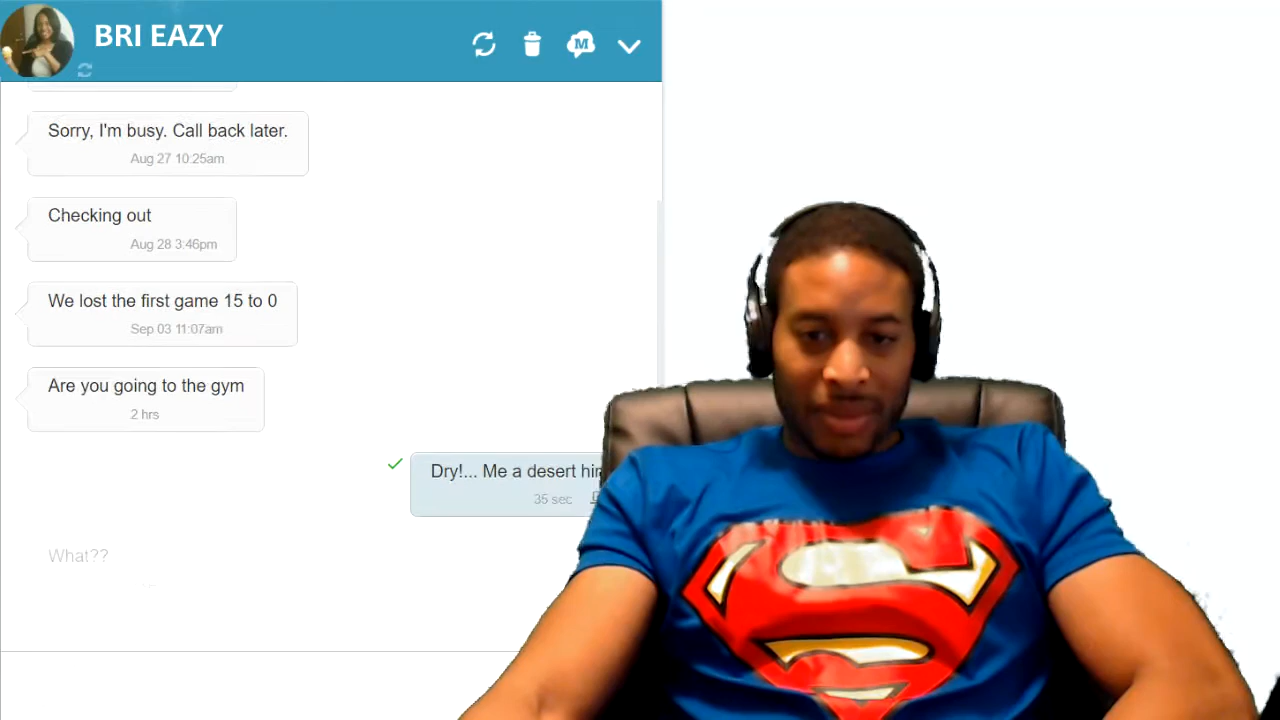 BRI EAZY
M
Sorry, I'm busy. Call back later.
Aug 27 10:25am
Checking out
Aug 28 3:46pm
We lost the first game 15 to 0
Sep 03 11:07am
Are you going to the gym
2 hrs
Dry!... Me a desert
35 sec
What??